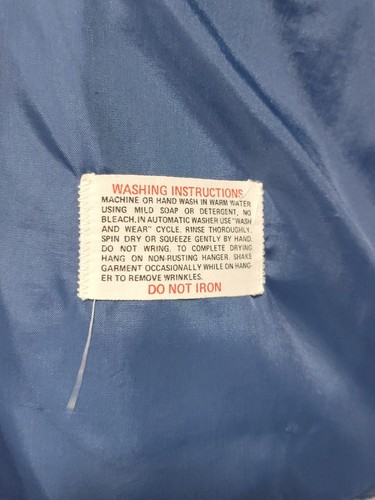 WASHING INSTRUCTIONS
MACHINE OR HAND WASH IN WARM WATER
USING MILD SOAP OR DETERGENT, NO
BLEACH. IN AUTOMATIC WASHER USE "WASH
AND WEAR" CYCLE. RINSE THOROUGHLY.
SPIN DRY OR SQUEEZE GENTLY BY HAND.
DO NOT WRING. TO COMPLETE DRYING
HANG ON NON-RUSTING HANGER. SHAKE
GARMENT OCCASIONALLY WHILE ON HANG-
ER TO REMOVE WRINKLES.
DO NOT IRON